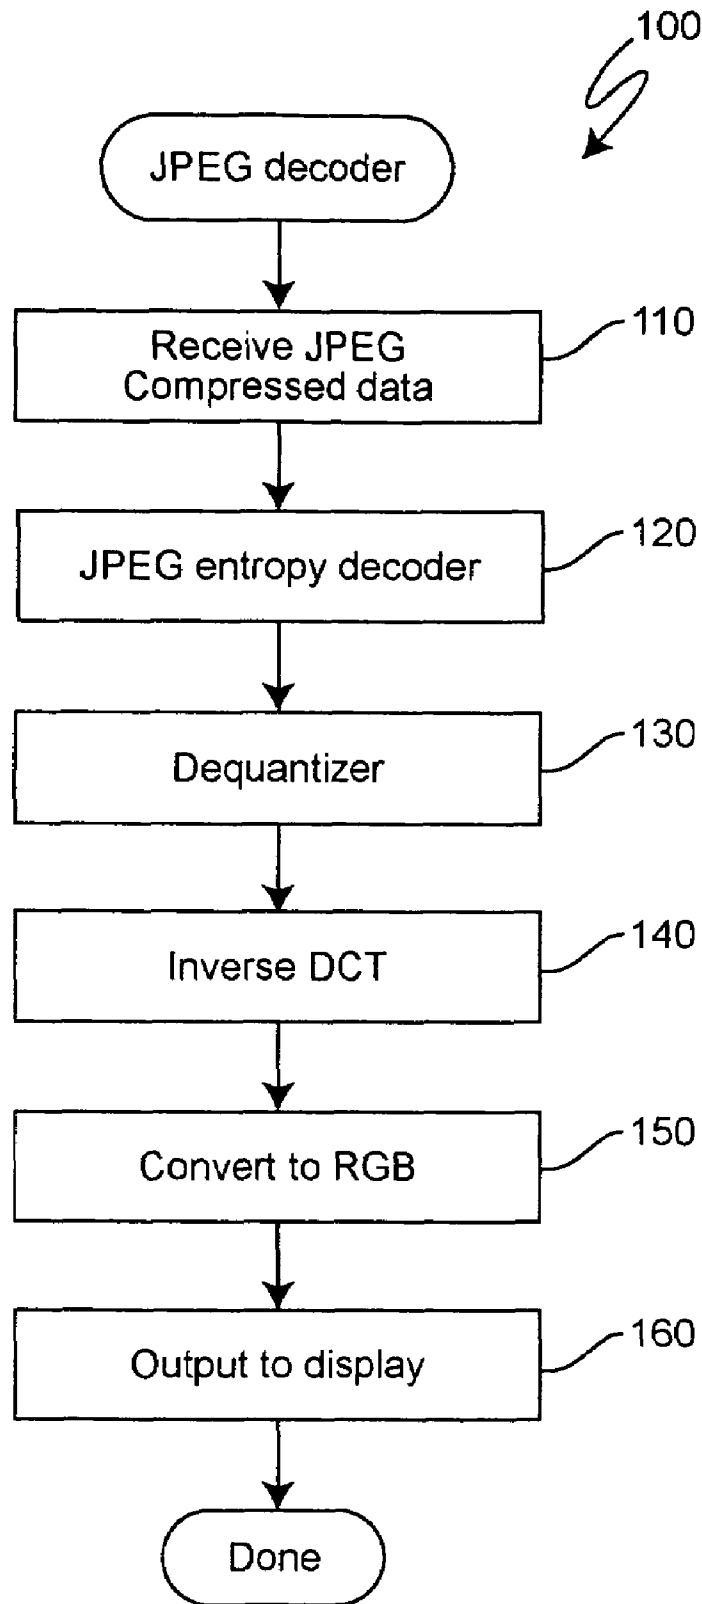 100
JPEG decoder
Receive JPEG
Compressed data
110
JPEG entropy decoder
120
Dequantizer
130
Inverse DCT
140
Convert to RGB
150
Output to display
160
Done